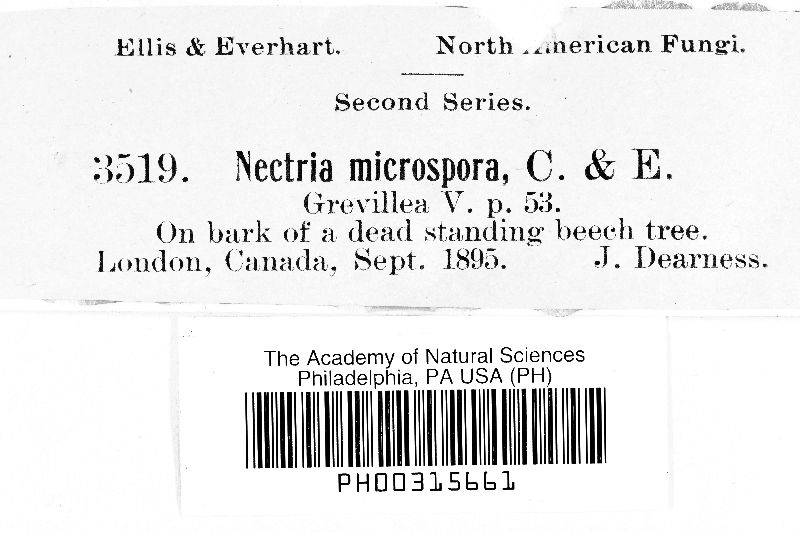 Ellis & Everhart. North American Fungi.
Second Series.
3519. Nectria microspora, C. & E.
Grevillea V. p. 53.
On bark of a dead standing beech tree.
London, Canada, Sept. 1895. J. Dearness.
The Academy of Natural Sciences
Philadelphia, PA USA (PH)
PH00315661